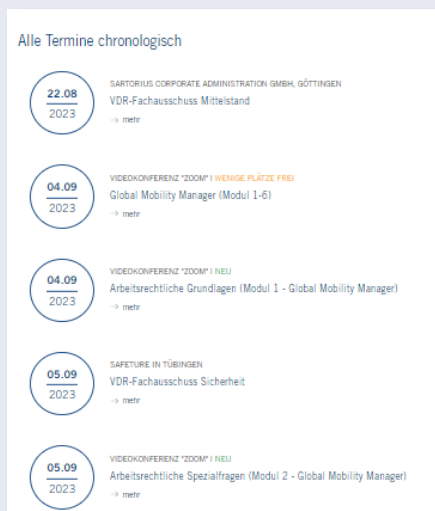 Alle Termine chronologisch
22.08
2023
SARTORIUS CORPORATE ADMINISTRATION GMBH, GÖTTINGEN
VDR-Fachausschuss Mittelstand
→ mehr
04.09
2023
VIDEOKONFERENZ "ZOOM" I WENIGE PLÄTZE FREI
Global Mobility Manager (Modul 1-6)
→ mehr
04.09
2023
VIDEOKONFERENZ "ZOOM" I NEU
Arbeitsrechtliche Grundlagen (Modul 1 - Global Mobility Manager)
→ mehr
05.09
2023
SAFETURE IN TÜBINGEN
VDR-Fachausschuss Sicherheit
→ mehr
05.09
2023
VIDEOKONFERENZ "ZOOM" I NEU
Arbeitsrechtliche Spezialfragen (Modul 2 - Global Mobility Manager)
→ mehr